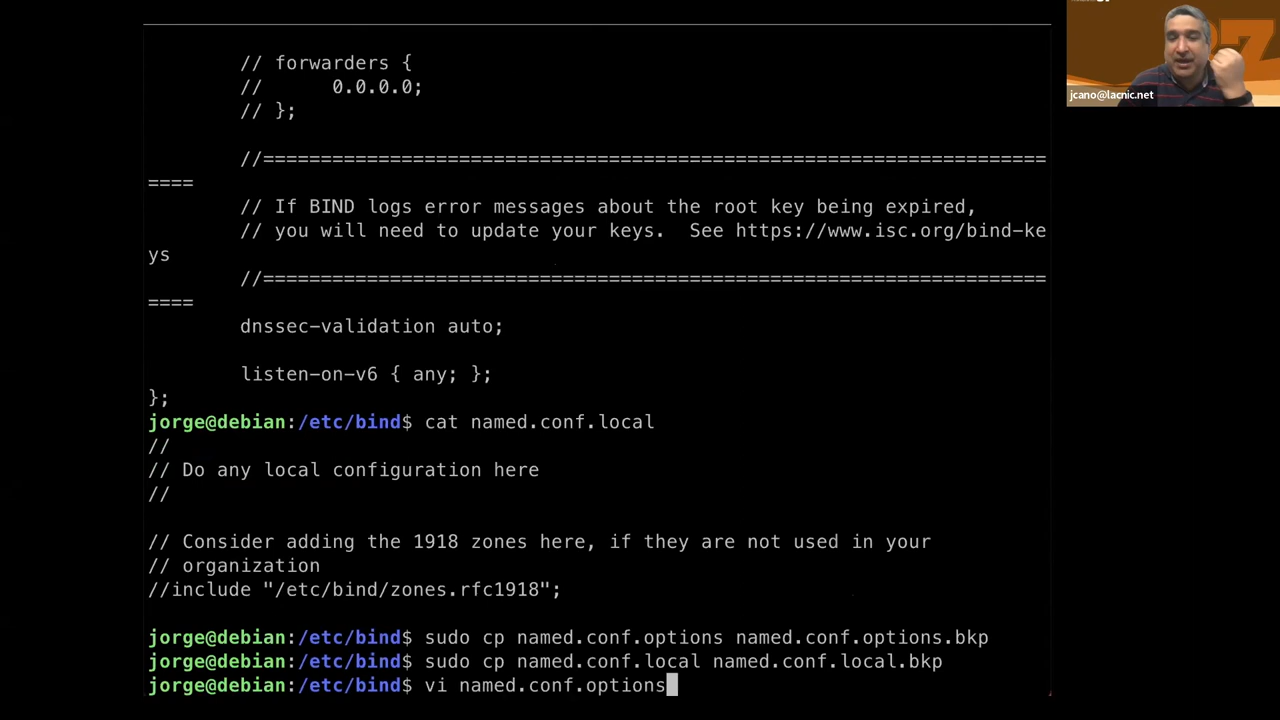 // forwarders {
//      0.0.0.0;
// };
//====================================================================
====
// If BIND logs error messages about the root key being expired,
// you will need to update your keys.  See https://www.isc.org/bind-ke
ys
//====================================================================
====
dnssec-validation auto;
listen-on-v6 { any; };
};
jorge@debian:/etc/bind$ cat named.conf.local
//
// Do any local configuration here
//
// Consider adding the 1918 zones here, if they are not used in your
// organization
//include "/etc/bind/zones.rfc1918";
jorge@debian:/etc/bind$ sudo cp named.conf.options named.conf.options.bkp
jorge@debian:/etc/bind$ sudo cp named.conf.local named.conf.local.bkp
jorge@debian:/etc/bind$ vi named.conf.options
jcano@lacnic.net